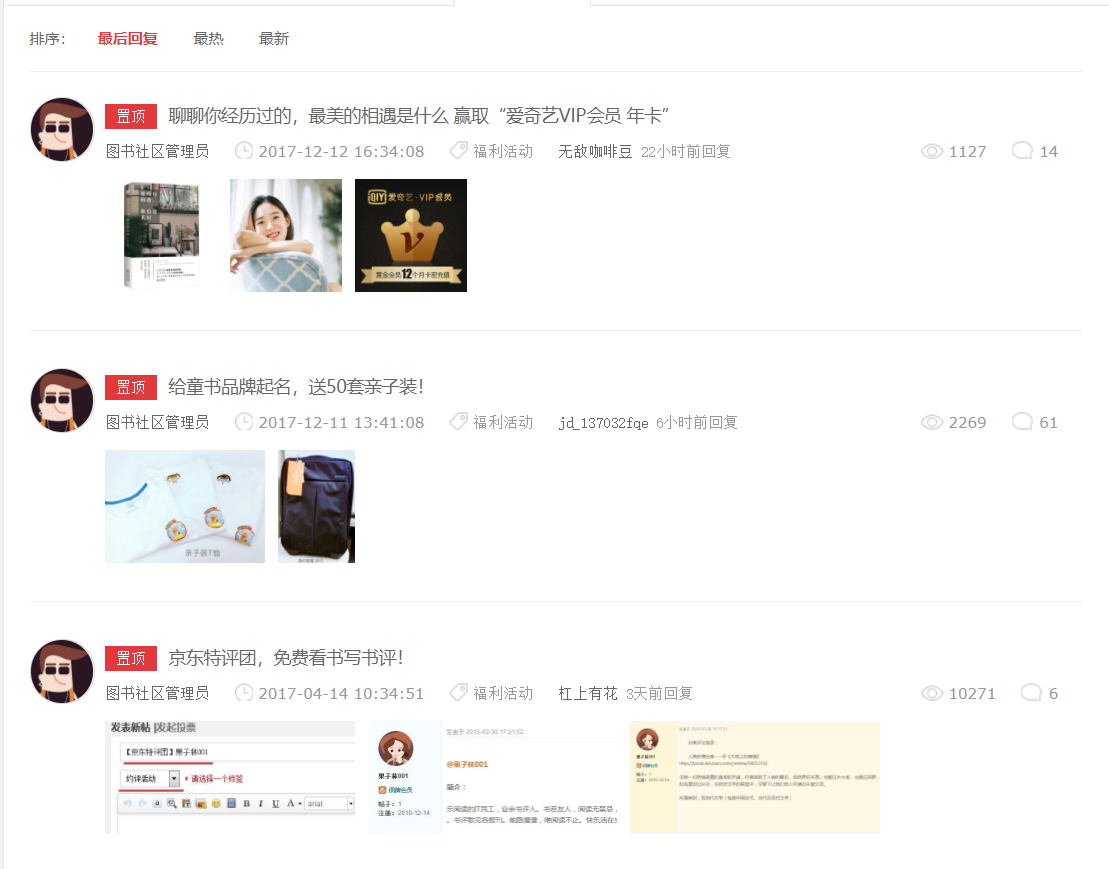 排序： 最后回复 最热 最新
置顶 聊聊你经历过的，最美的相遇是什么 赢取“爱奇艺VIP会员 年卡”
图书社区管理员 2017-12-12 16:34:08 福利活动 无敌咖啡豆 22小时前回复 1127 14
QIY 爱奇艺·VIP会员
黄金会员12个月卡密充值
置顶 给童书品牌起名，送50套亲子装！
图书社区管理员 2017-12-11 13:41:08 福利活动 jd_137032fqe 6小时前回复 2269 61
亲子装T恤
置顶 京东特评团，免费看书写书评！
图书社区管理员 2017-04-14 10:34:51 福利活动 杠上有花 3天前回复 10271 6
发表新帖 |发起投票
【京东特评团】果子林001
约评活动 * 请选择一个标签
B I U A arial
果子林001
帖子：1
注册：2010-12-14
发表于 2015-03-30 17:21:52
@果子林001
简介：